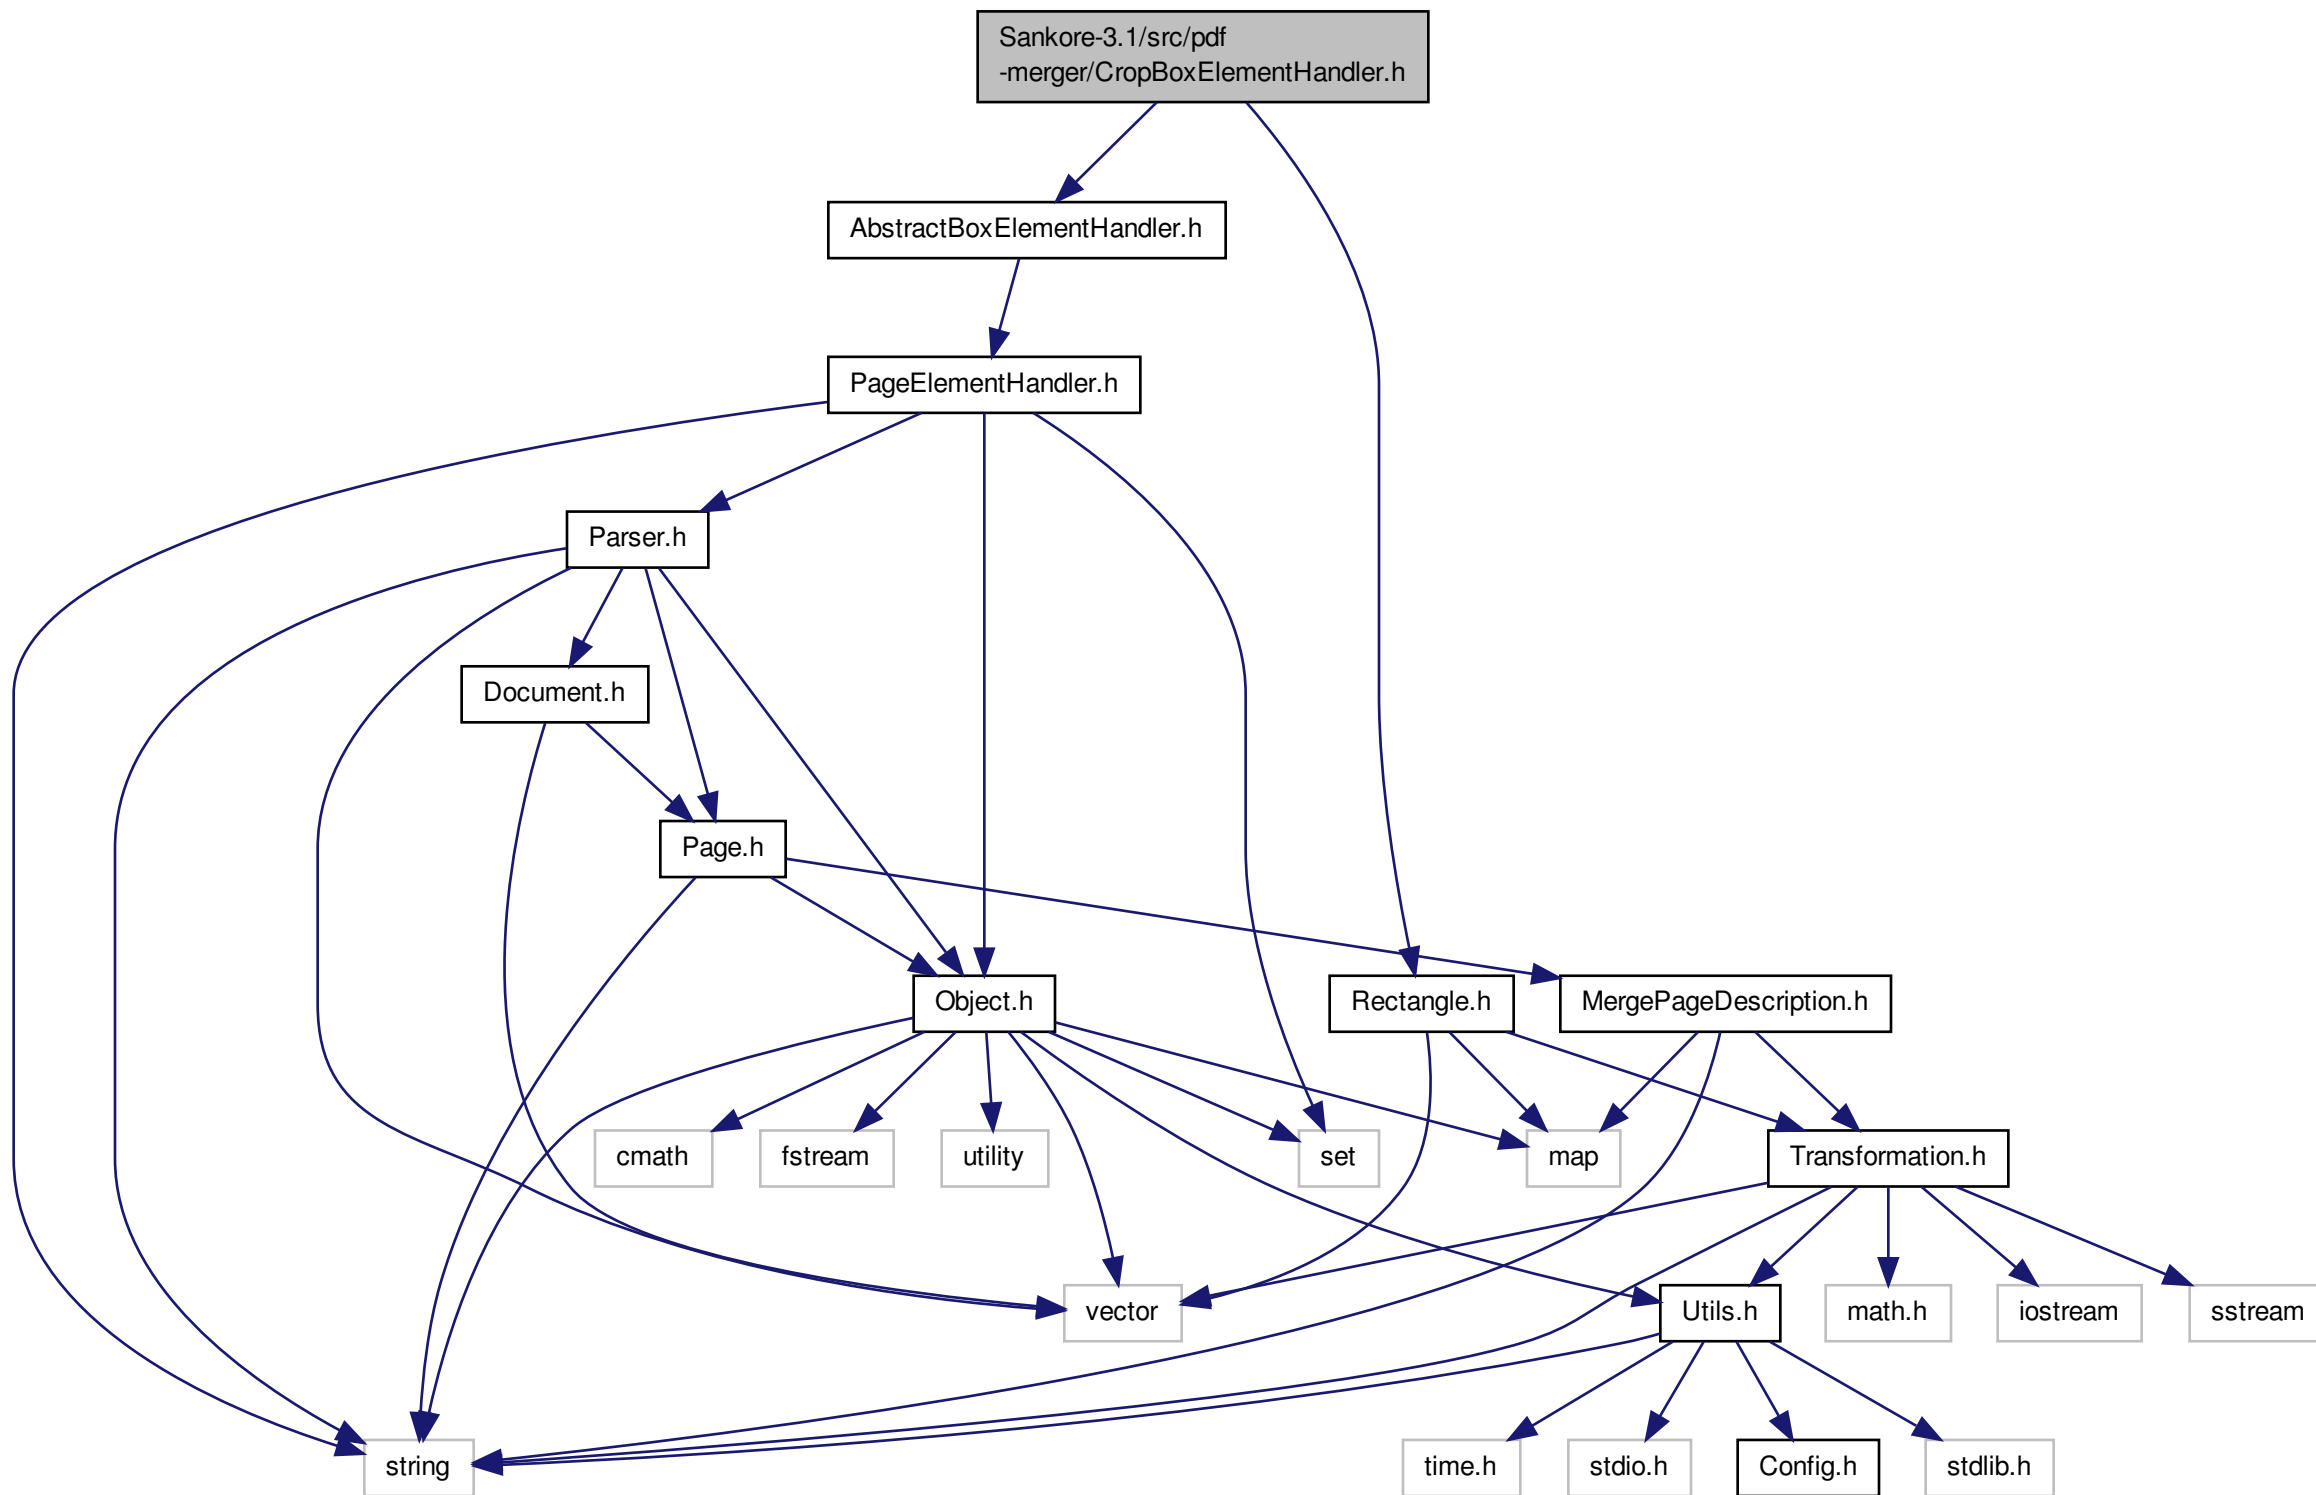 Sankore-3.1/src/pdf
-merger/CropBoxElementHandler.h
AbstractBoxElementHandler.h
PageElementHandler.h
Parser.h
Document.h
Page.h
Object.h
Rectangle.h
MergePageDescription.h
cmath
fstream
utility
set
map
Transformation.h
vector
Utils.h
math.h
iostream
sstream
string
time.h
stdio.h
Config.h
stdlib.h